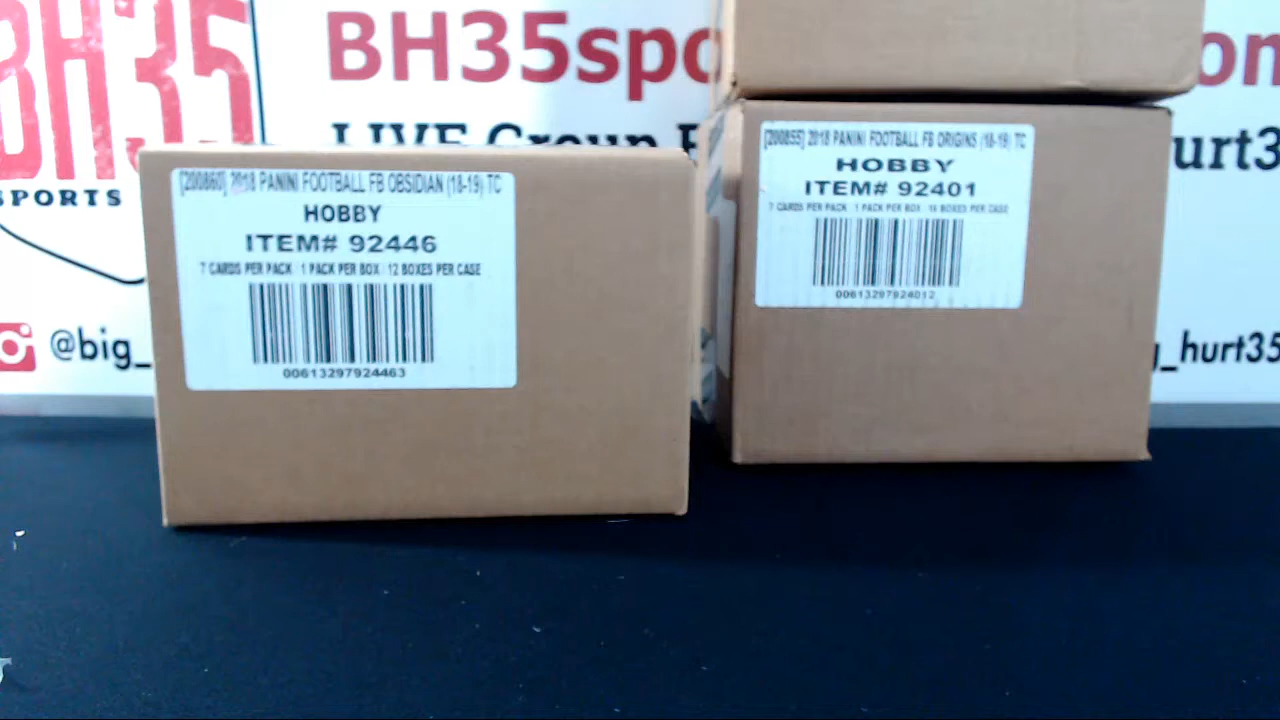 BH35
SPORTS
BH35spo
on
LIVE Group
urt3
@big_
_hurt35
[200860] 2018 PANINI FOOTBALL FB OBSIDIAN (18-19) TC
HOBBY
ITEM# 92446
7 CARDS PER PACK 1 PACK PER BOX 12 BOXES PER CASE
00613297924463
[200855] 2018 PANINI FOOTBALL FB ORIGINS (18-19) TC
HOBBY
ITEM# 92401
7 CARDS PER PACK 1 PACK PER BOX 18 BOXES PER CASE
00613297924012